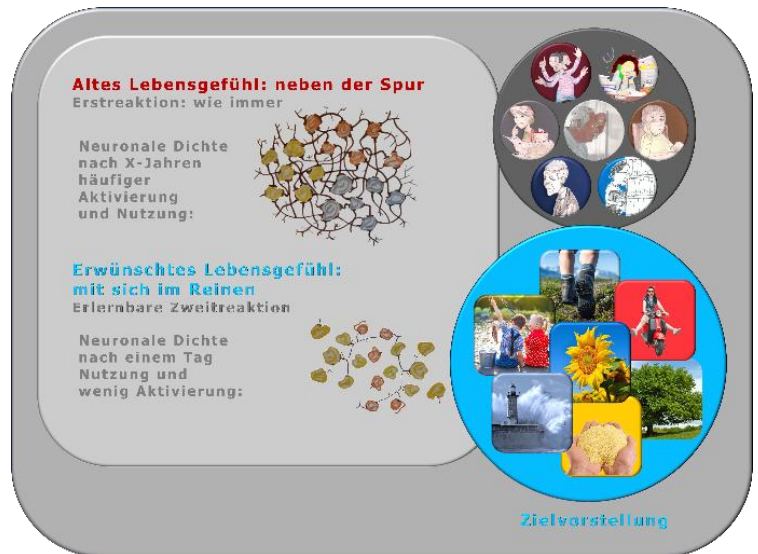 Altes Lebensgefühl: neben der Spur
Erstreaktion: wie immer
Neuronale Dichte
nach X-Jahren
häufiger
Aktivierung
und Nutzung:
Erwünschtes Lebensgefühl:
mit sich im Reinen
Erlernbare Zweitreaktion
Neuronale Dichte
nach einem Tag
Nutzung und
wenig Aktivierung:
Zielvorstellung